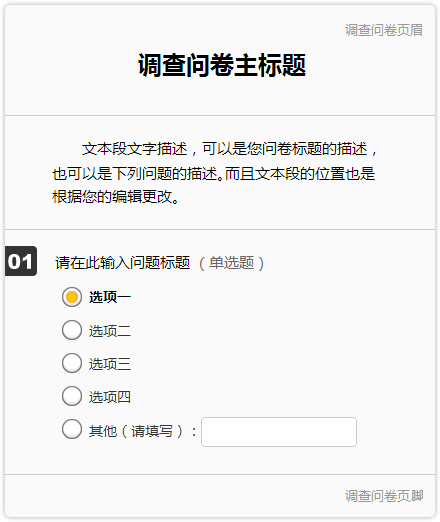 调查问卷页眉
调查问卷主标题
文本段文字描述，可以是您问卷标题的描述，
也可以是下列问题的描述。而且文本段的位置也是
根据您的编辑更改。
01 请在此输入问题标题 （单选题）
选项一
选项二
选项三
选项四
其他（请填写）：
调查问卷页脚